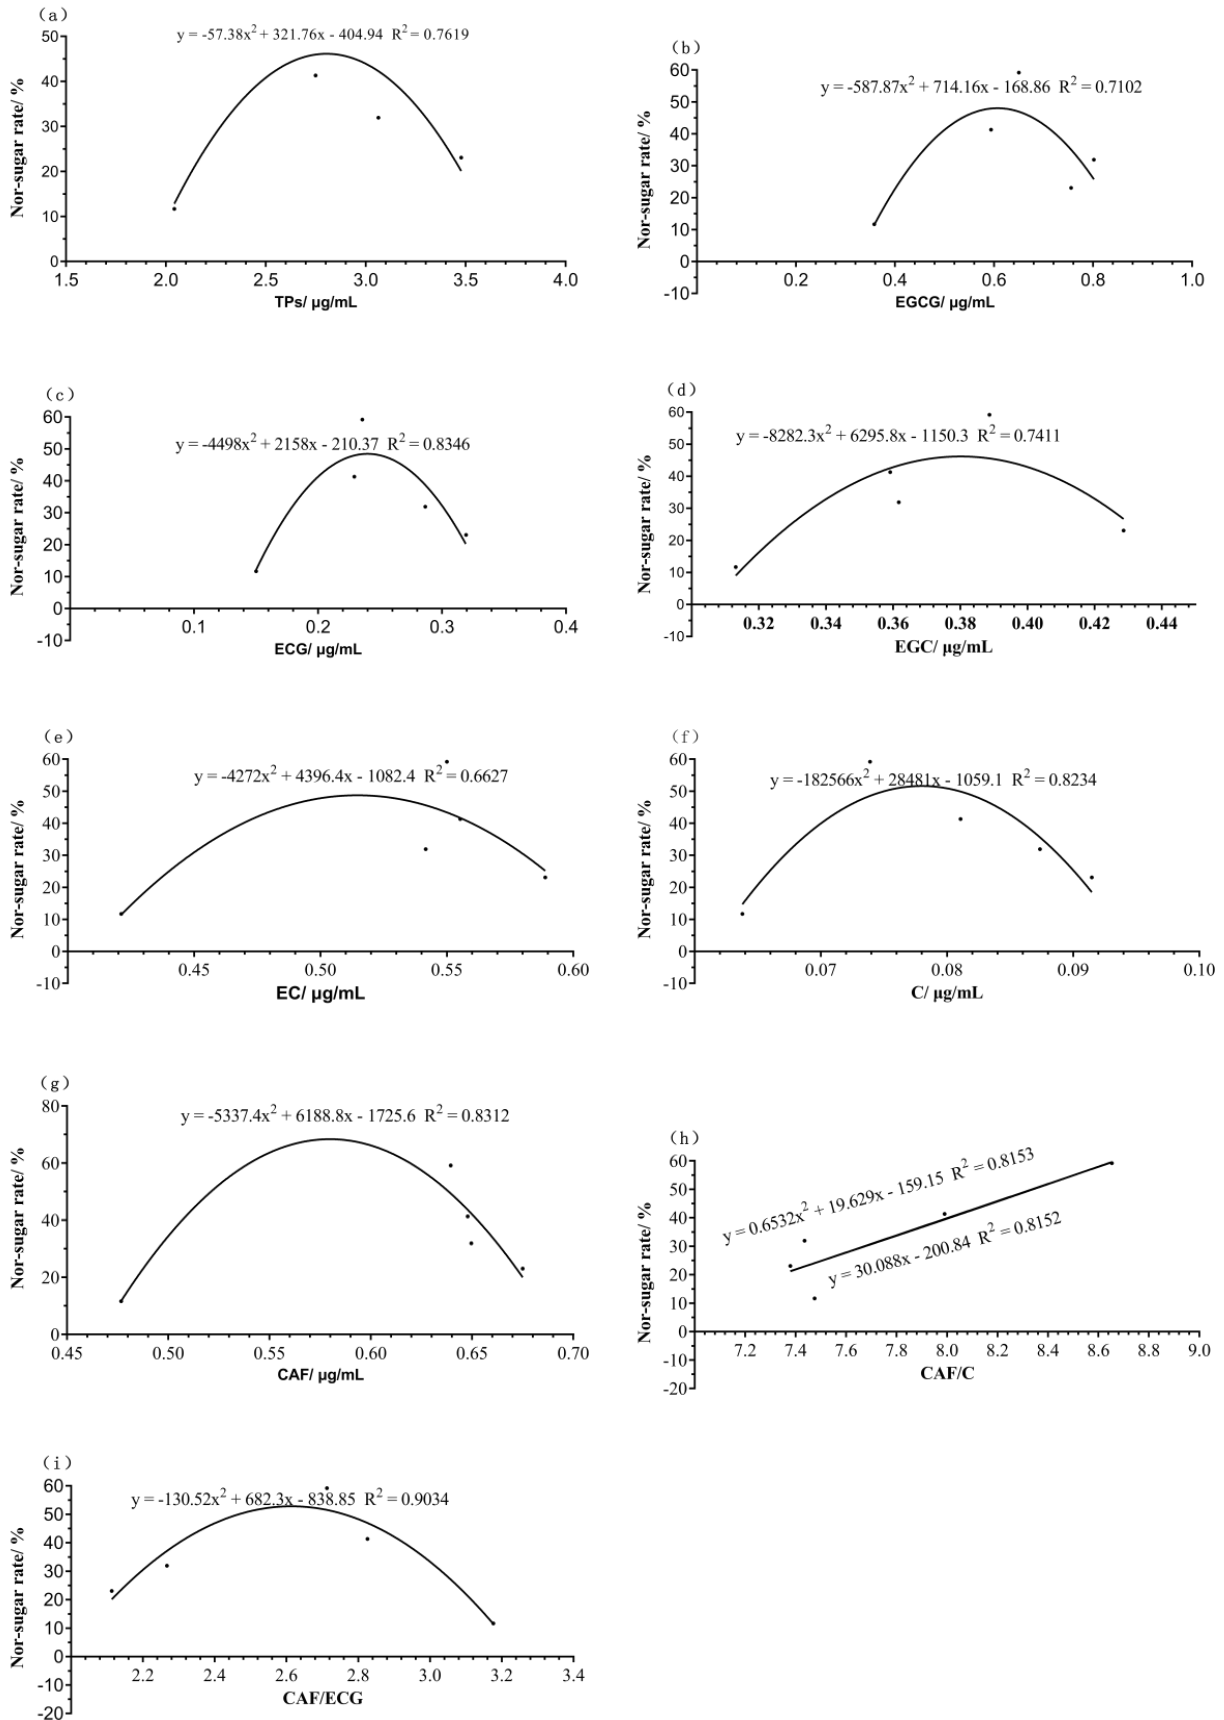 (a)
y = -57.38x² + 321.76x - 404.94 R² = 0.7619
50
40
30
20
10
0
Nor-sugar rate/ %
1.5 2.0 2.5 3.0 3.5 4.0
TPs/ μg/mL
(b)
y = -587.87x² + 714.16x - 168.86 R² = 0.7102
60
50
40
30
20
10
0
-10
Nor-sugar rate/ %
0.2 0.4 0.6 0.8 1.0
EGCG/ μg/mL
(c)
y = -4498x² + 2158x - 210.37 R² = 0.8346
60
50
40
30
20
10
0
-10
Nor-sugar rate/ %
0.1 0.2 0.3 0.4
ECG/ μg/mL
(d)
y = -8282.3x² + 6295.8x - 1150.3 R² = 0.7411
60
50
40
30
20
10
0
-10
Nor-sugar rate/ %
0.32 0.34 0.36 0.38 0.40 0.42 0.44
EGC/ μg/mL
(e)
y = -4272x² + 4396.4x - 1082.4 R² = 0.6627
60
50
40
30
20
10
0
-10
Nor-sugar rate/ %
0.45 0.50 0.55 0.60
EC/ μg/mL
(f)
y = -182566x² + 28481x - 1059.1 R² = 0.8234
60
50
40
30
20
10
0
-10
Nor-sugar rate/ %
0.07 0.08 0.09 0.10
C/ μg/mL
(g)
y = -5337.4x² + 6188.8x - 1725.6 R² = 0.8312
80
60
40
20
0
Nor-sugar rate/ %
0.45 0.50 0.55 0.60 0.65 0.70
CAF/ μg/mL
(h)
y = 0.6532x² + 19.629x - 159.15 R² = 0.8153
y = 30.088x - 200.84 R² = 0.8152
60
50
40
30
20
10
0
-10
-20
Nor-sugar rate/ %
7.2 7.4 7.6 7.8 8.0 8.2 8.4 8.6 8.8 9.0
CAF/C
(i)
y = -130.52x² + 682.3x - 838.85 R² = 0.9034
60
50
40
30
20
10
0
-10
-20
Nor-sugar rate/ %
2.2 2.4 2.6 2.8 3.0 3.2 3.4
CAF/ECG